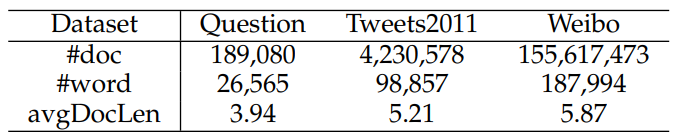 Dataset Question Tweets2011 Weibo
#doc 189,080 4,230,578 155,617,473
#word 26,565 98,857 187,994
avgDocLen 3.94 5.21 5.87